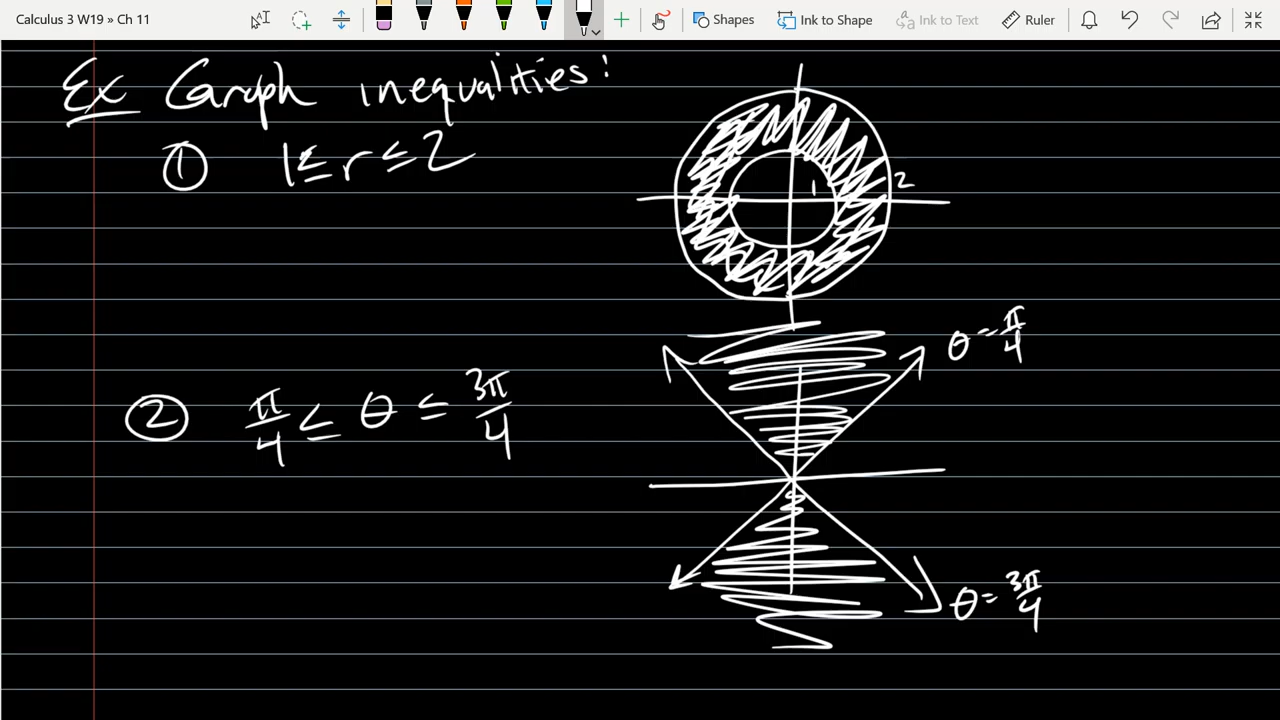 Calculus 3 W19 » Ch 11
Shapes
Ink to Shape
Ink to Text
Ruler
Ex Graph inequalities:
① 1 ≤ r ≤ 2
1
2
② π/4 ≤ θ ≤ 3π/4
θ = π/4
θ = 3π/4